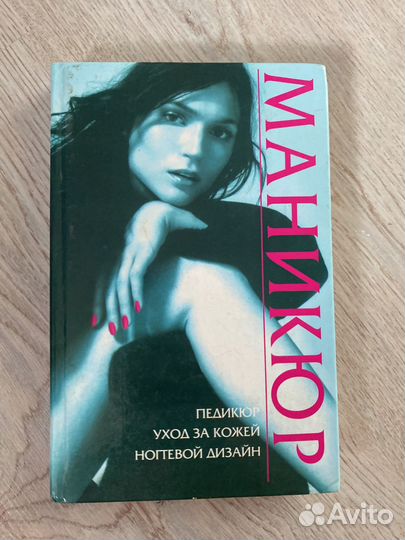 МАНИКЮР
ПЕДИКЮР
УХОД ЗА КОЖЕЙ
НОГТЕВОЙ ДИЗАЙН
Avito